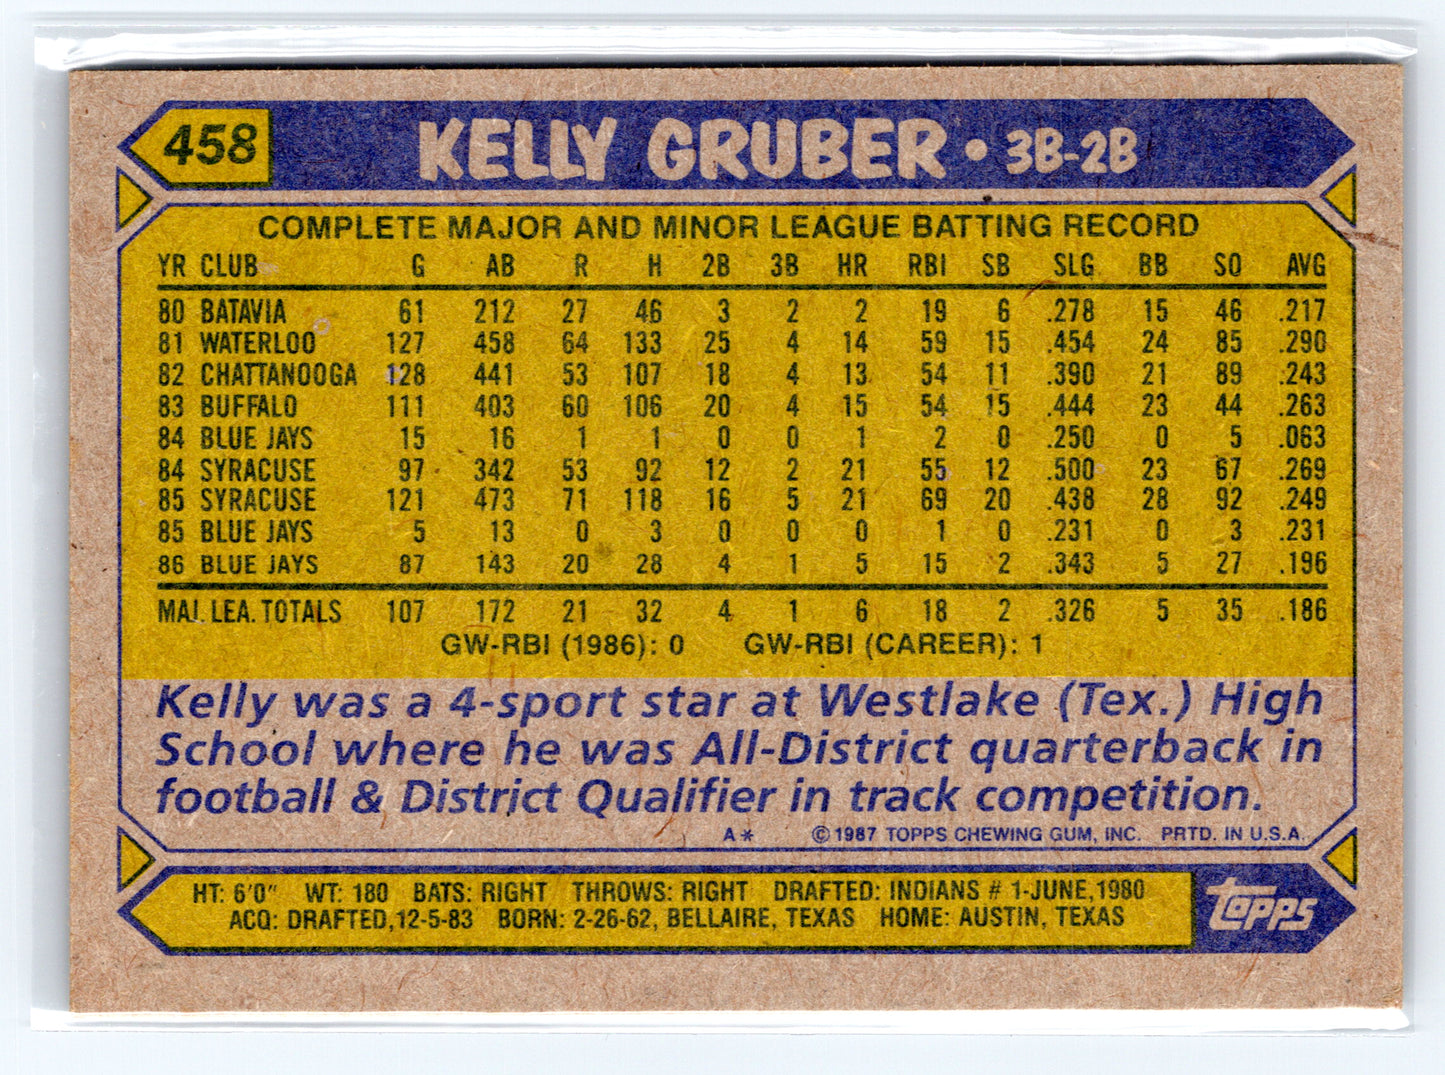 458 KELLY GRUBER • 3B-2B
COMPLETE MAJOR AND MINOR LEAGUE BATTING RECORD
YR CLUB G AB R H 2B 3B HR RBI SB SLG BB SO AVG
80 BATAVIA 61 212 27 46 3 2 2 19 6 .278 15 46 .217
81 WATERLOO 127 458 64 133 25 4 14 59 15 .454 24 85 .290
82 CHATTANOOGA 128 441 53 107 18 4 13 54 11 .390 21 89 .243
83 BUFFALO 111 403 60 106 20 4 15 54 15 .444 23 44 .263
84 BLUE JAYS 15 16 1 1 0 0 1 2 0 .250 0 5 .063
84 SYRACUSE 97 342 53 92 12 2 21 55 12 .500 23 67 .269
85 SYRACUSE 121 473 71 118 16 5 21 69 20 .438 28 92 .249
85 BLUE JAYS 5 13 0 3 0 0 0 1 0 .231 0 3 .231
86 BLUE JAYS 87 143 20 28 4 1 5 15 2 .343 5 27 .196
MAJ. LEA. TOTALS 107 172 21 32 4 1 6 18 2 .326 5 35 .186
GW-RBI (1986): 0 GW-RBI (CAREER): 1
Kelly was a 4-sport star at Westlake (Tex.) High
School where he was All-District quarterback in
football & District Qualifier in track competition.
A* ©1987 TOPPS CHEWING GUM, INC. PRTD. IN U.S.A.
HT: 6'0" WT: 180 BATS: RIGHT THROWS: RIGHT DRAFTED: INDIANS # 1-JUNE, 1980
ACQ: DRAFTED, 12-5-83 BORN: 2-26-62, BELLAIRE, TEXAS HOME: AUSTIN, TEXAS
topps